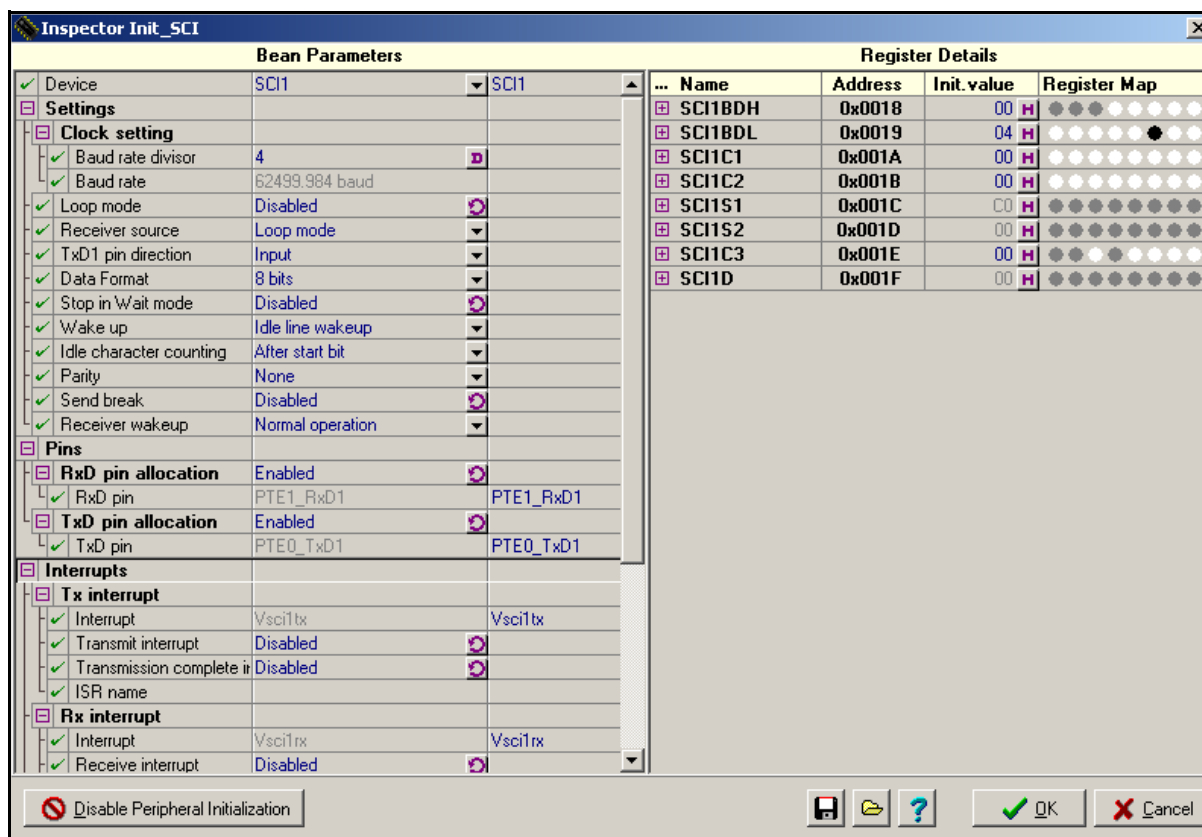 Inspector Init_SCI
Bean Parameters
Register Details
Device SCI1 SCI1
Settings
Clock setting
Baud rate divisor 4 D
Baud rate 62499.984 baud
Loop mode Disabled
Receiver source Loop mode
TxD1 pin direction Input
Data Format 8 bits
Stop in Wait mode Disabled
Wake up Idle line wakeup
Idle character counting After start bit
Parity None
Send break Disabled
Receiver wakeup Normal operation
Pins
RxD pin allocation Enabled
RxD pin PTE1_RxD1 PTE1_RxD1
TxD pin allocation Enabled
TxD pin PTE0_TxD1 PTE0_TxD1
Interrupts
Tx interrupt
Interrupt Vsci1tx Vsci1tx
Transmit interrupt Disabled
Transmission complete ir Disabled
ISR name
Rx interrupt
Interrupt Vsci1rx Vsci1rx
Receive interrupt Disabled
... Name Address Init. value Register Map
SCI1BDH 0x0018 00 H
SCI1BDL 0x0019 04 H
SCI1C1 0x001A 00 H
SCI1C2 0x001B 00 H
SCI1S1 0x001C C0 H
SCI1S2 0x001D 00 H
SCI1C3 0x001E 00 H
SCI1D 0x001F 00 H
Disable Peripheral Initialization
? OK Cancel